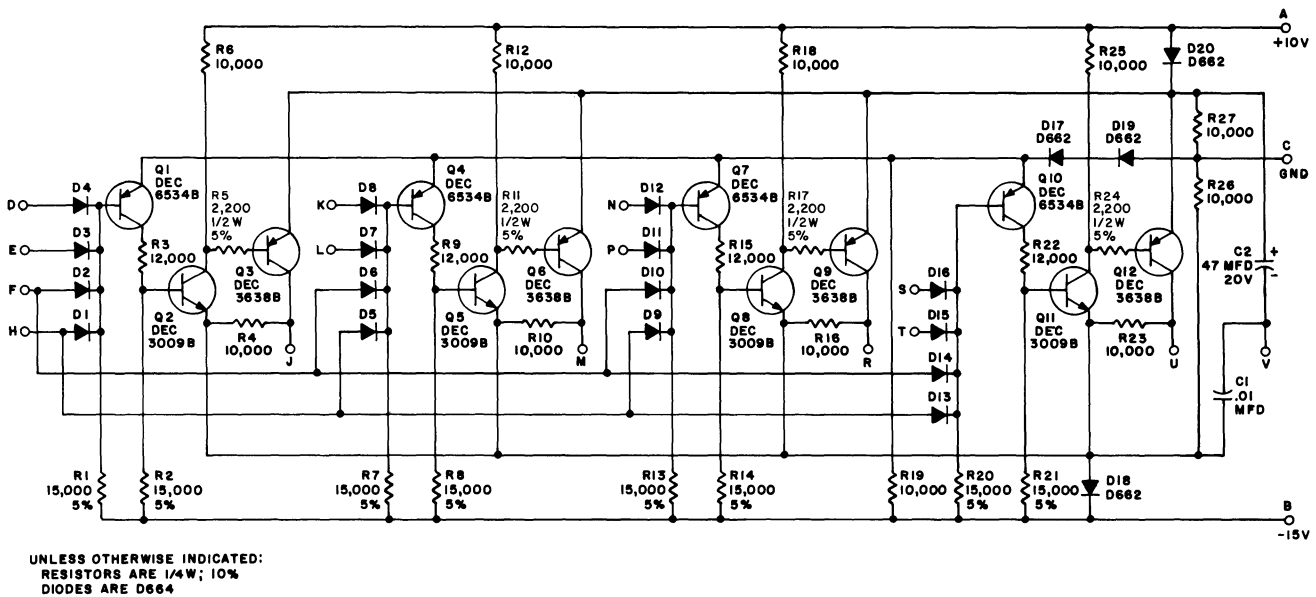 A
+10V
R6
10,000
R12
10,000
R18
10,000
R25
10,000
D20
D662
R27
10,000
D17
D662
D19
D662
C
GND
Q1
DEC
6534B
Q4
DEC
6534B
Q7
DEC
6534B
Q10
DEC
6534B
R26
10,000
D
D4
R5
2,200
1/2W
5%
K
D8
R11
2,200
1/2W
5%
N
D12
R17
2,200
1/2W
5%
R24
2,200
1/2W
5%
E
D3
R3
12,000
L
D7
R9
12,000
P
D11
R15
12,000
R22
12,000
F
D2
Q3
DEC
3638B
D6
Q6
DEC
3638B
D10
Q9
DEC
3638B
S
D16
Q12
DEC
3638B
C2
47 MFD
20V
+
–
H
D1
Q2
DEC
3009B
R4
10,000
J
D5
Q5
DEC
3009B
R10
10,000
M
D9
Q8
DEC
3009B
R16
10,000
R
T
D15
Q11
DEC
3009B
R23
10,000
U
V
D14
D13
C1
.01
MFD
R1
15,000
5%
R2
15,000
5%
R7
15,000
5%
R8
15,000
5%
R13
15,000
5%
R14
15,000
5%
R19
10,000
R20
15,000
5%
R21
15,000
5%
D18
D662
B
-15V
UNLESS OTHERWISE INDICATED:
RESISTORS ARE 1/4W; 10%
DIODES ARE D664